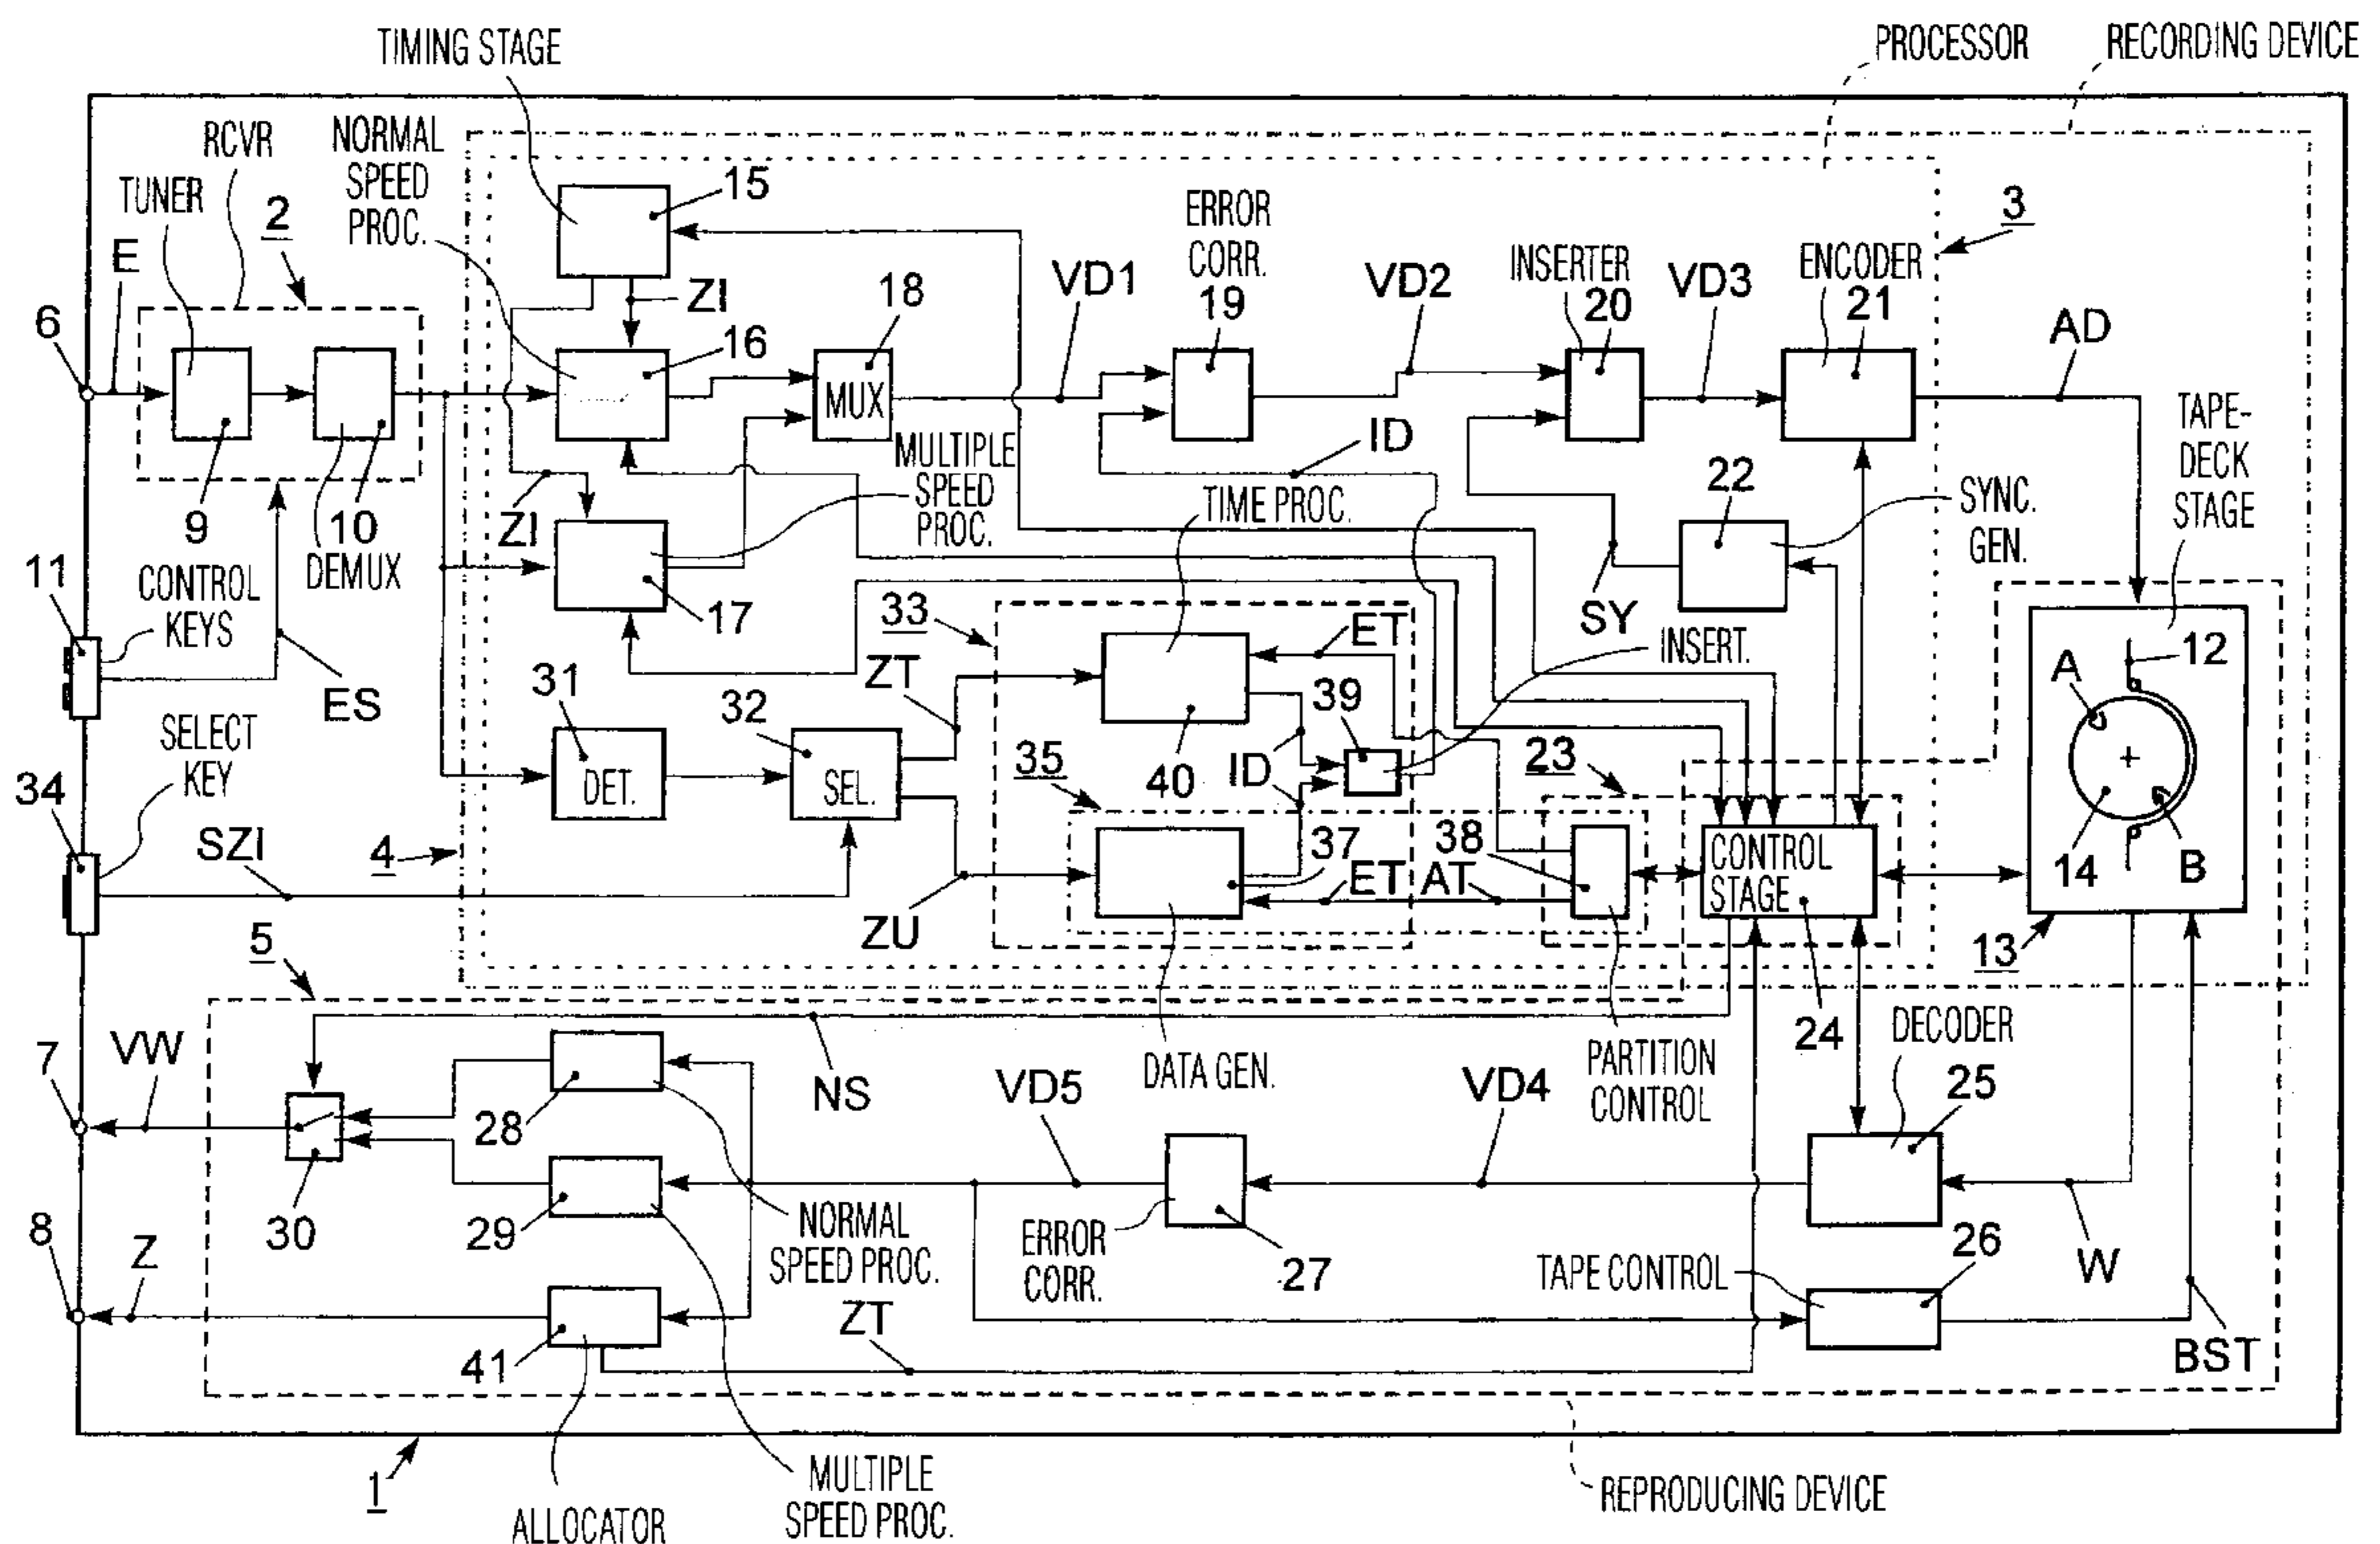 TIMING STAGE
PROCESSOR
RECORDING DEVICE
RCVR
NORMAL
SPEED
PROC.
TUNER
2
15
3
ERROR
CORR.
19
E
ZI
18
VD1
VD2
INSERTER
20
VD3
ENCODER
21
AD
6
16
MUX
TAPE-
DECK
STAGE
ID
MULTIPLE
SPEED
PROC.
9
10
DEMUX
ZI
TIME PROC.
22
SYNC.
GEN.
11
CONTROL
KEYS
17
33
ET
SY
INSERT.
ES
ZT
12
A
31
32
39
SELECT
KEY
DET.
SEL.
40
35
ID
23
34
SZI
4
37
38
ET
AT
CONTROL
STAGE
24
14
B
ZU
5
13
VW
7
NS
DATA GEN.
PARTITION
CONTROL
DECODER
25
28
VD5
VD4
30
29
NORMAL
SPEED PROC.
ERROR
CORR.
27
TAPE CONTROL
26
W
8
Z
41
ZT
BST
1
ALLOCATOR
MULTIPLE
SPEED PROC.
REPRODUCING DEVICE